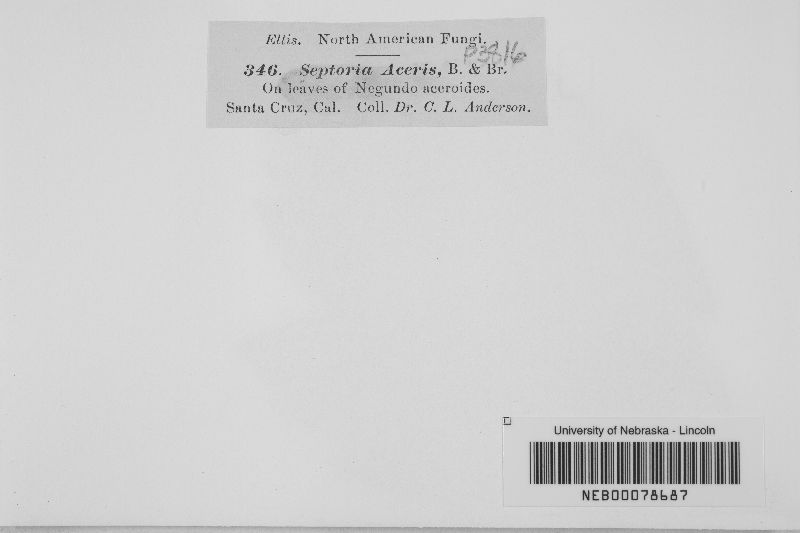 Ellis. North American Fungi.
P3816
346. Septoria Aceris, B. & Br.
On leaves of Negundo aceroides.
Santa Cruz, Cal. Coll. Dr. C. L. Anderson.
University of Nebraska - Lincoln
NEB00078687